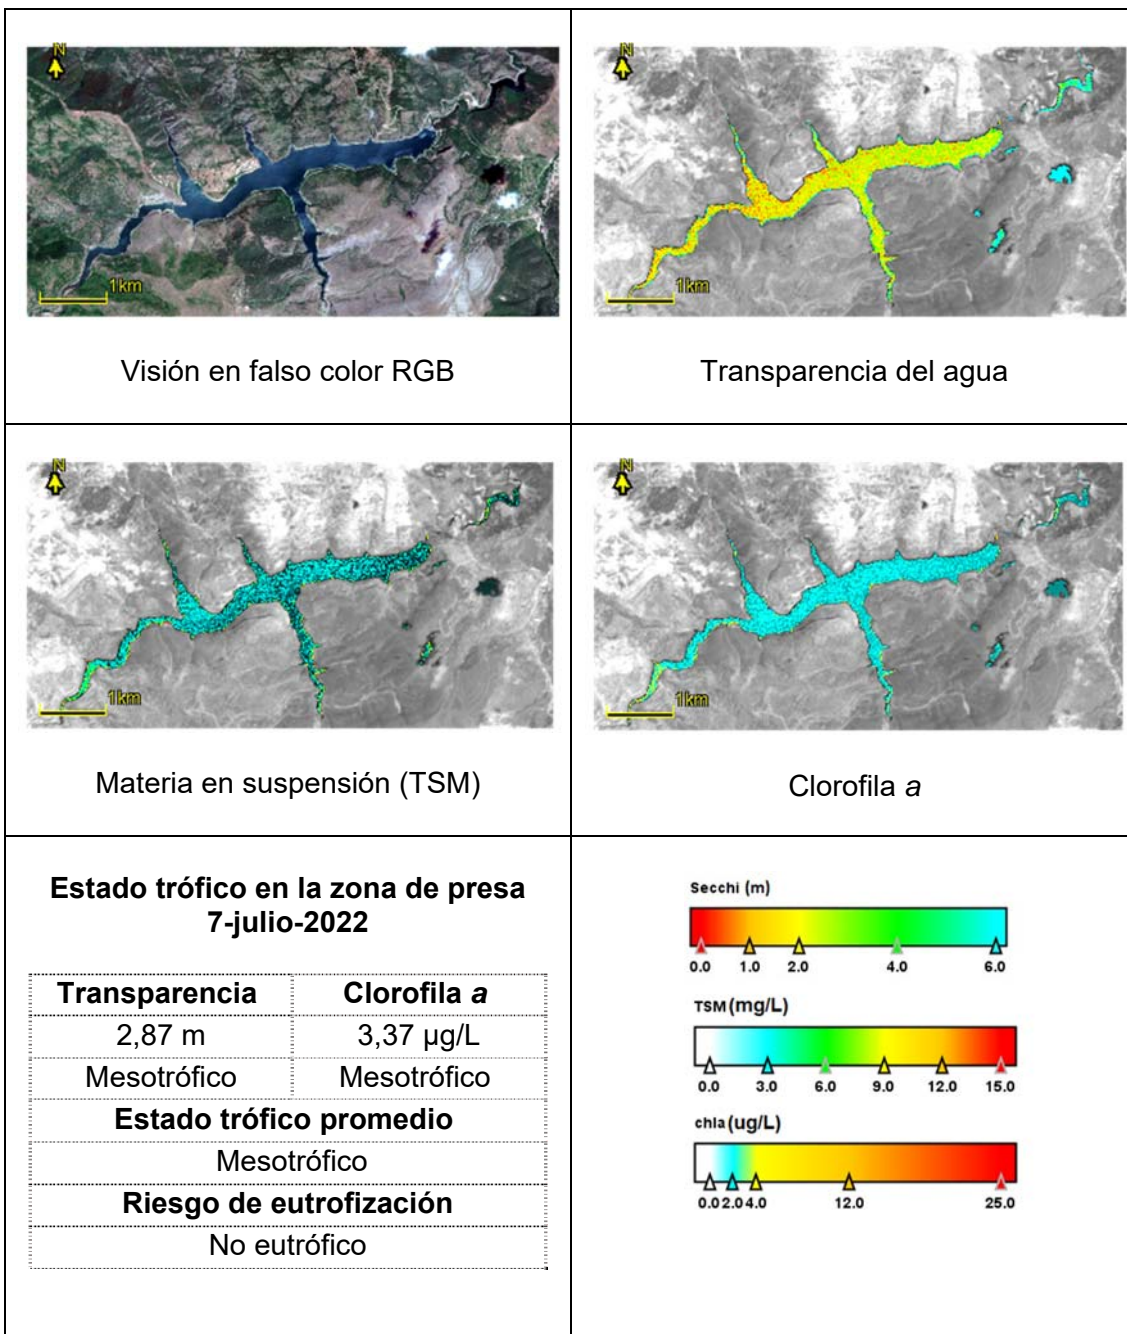 N
1km
Visión en falso color RGB
N
1km
Transparencia del agua
N
1km
Materia en suspensión (TSM)
N
1km
Clorofila a
Estado trófico en la zona de presa
7-julio-2022
Transparencia Clorofila a
2,87 m 3,37 µg/L
Mesotrófico Mesotrófico
Estado trófico promedio
Mesotrófico
Riesgo de eutrofización
No eutrófico
Secchi (m)
0.0 1.0 2.0 4.0 6.0
TSM (mg/L)
0.0 3.0 6.0 9.0 12.0 15.0
chla (ug/L)
0.0 2.0 4.0 12.0 25.0